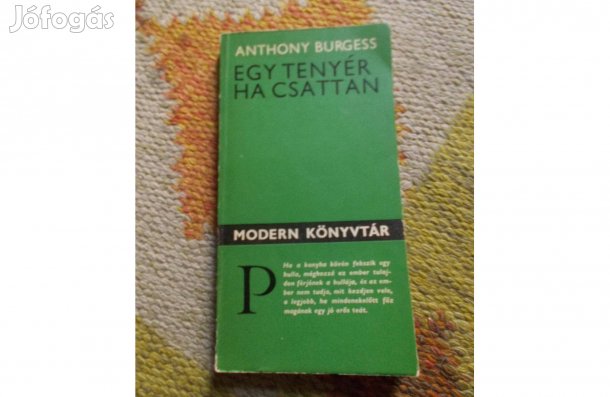 Jófogás
ANTHONY BURGESS
EGY TENYÉR
HA CSATTAN
MODERN KÖNYVTÁR
P
Ha a konyha kövén fekszik egy
hulla, méghozzá az ember tulaj-
don férjének a hullája, és az em-
ber nem tudja, mit kezdjen vele,
a legjobb, ha mindenekelőtt főz
magának egy jó erős teát.